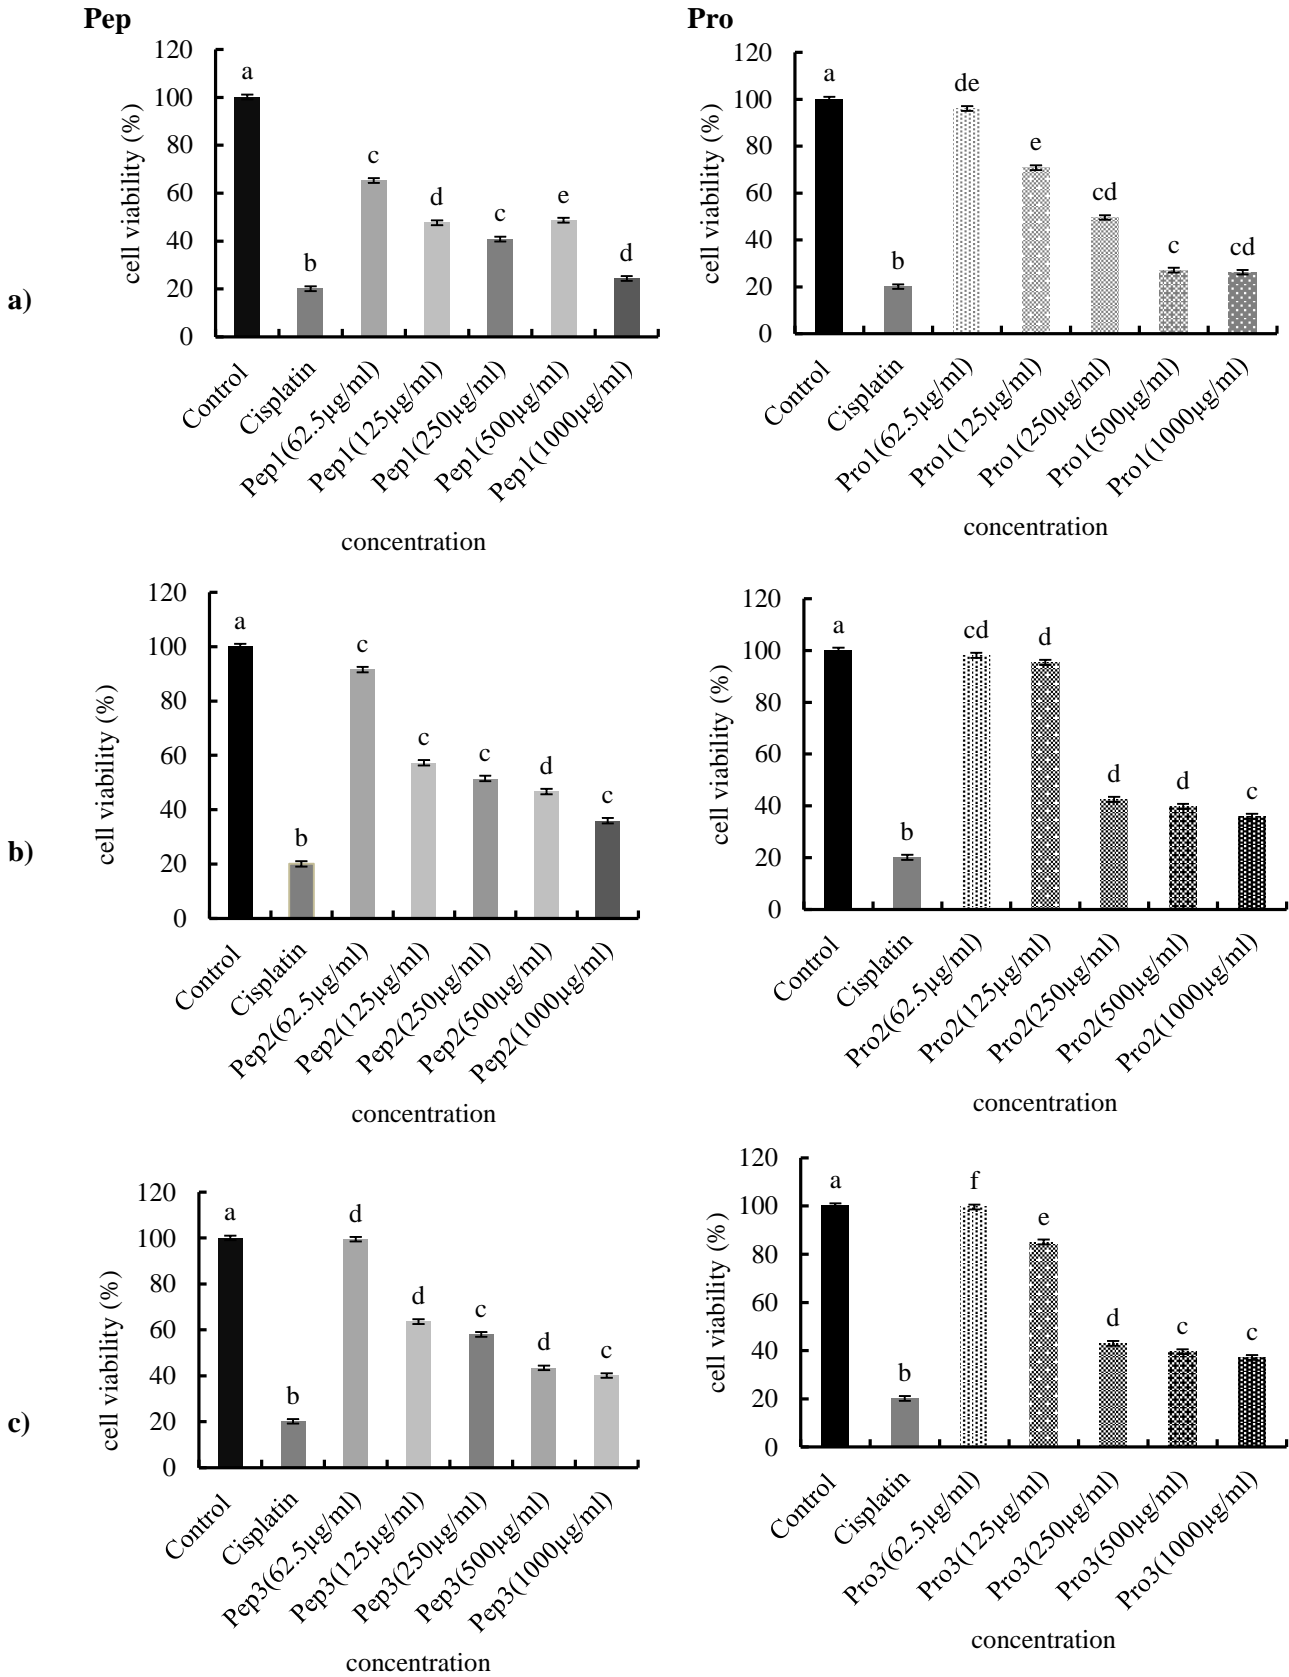 Pep
120
100
80
60
40
20
0
cell viability (%)
a
b
c
d
c
e
d
Control
Cisplatin
Pep1(62.5µg/ml)
Pep1(125µg/ml)
Pep1(250µg/ml)
Pep1(500µg/ml)
Pep1(1000µg/ml)
concentration
Pro
120
100
80
60
40
20
0
cell viability (%)
a
b
de
e
cd
c
cd
Control
Cisplatin
Pro1(62.5µg/ml)
Pro1(125µg/ml)
Pro1(250µg/ml)
Pro1(500µg/ml)
Pro1(1000µg/ml)
concentration
a)
120
100
80
60
40
20
0
cell viability (%)
a
b
c
c
c
d
c
Control
Cisplatin
Pep2(62.5µg/ml)
Pep2(125µg/ml)
Pep2(250µg/ml)
Pep2(500µg/ml)
Pep2(1000µg/ml)
concentration
120
100
80
60
40
20
0
cell viability (%)
a
b
cd
d
d
d
c
Control
Cisplatin
Pro2(62.5µg/ml)
Pro2(125µg/ml)
Pro2(250µg/ml)
Pro2(500µg/ml)
Pro2(1000µg/ml)
concentration
b)
120
100
80
60
40
20
0
cell viability (%)
a
b
d
d
c
d
c
Control
Cisplatin
Pep3(62.5µg/ml)
Pep3(125µg/ml)
Pep3(250µg/ml)
Pep3(500µg/ml)
Pep3(1000µg/ml)
concentration
120
100
80
60
40
20
0
cell viability (%)
a
b
f
e
d
c
c
Control
Cisplatin
Pro3(62.5µg/ml)
Pro3(125µg/ml)
Pro3(250µg/ml)
Pro3(500µg/ml)
Pro3(1000µg/ml)
concentration
c)